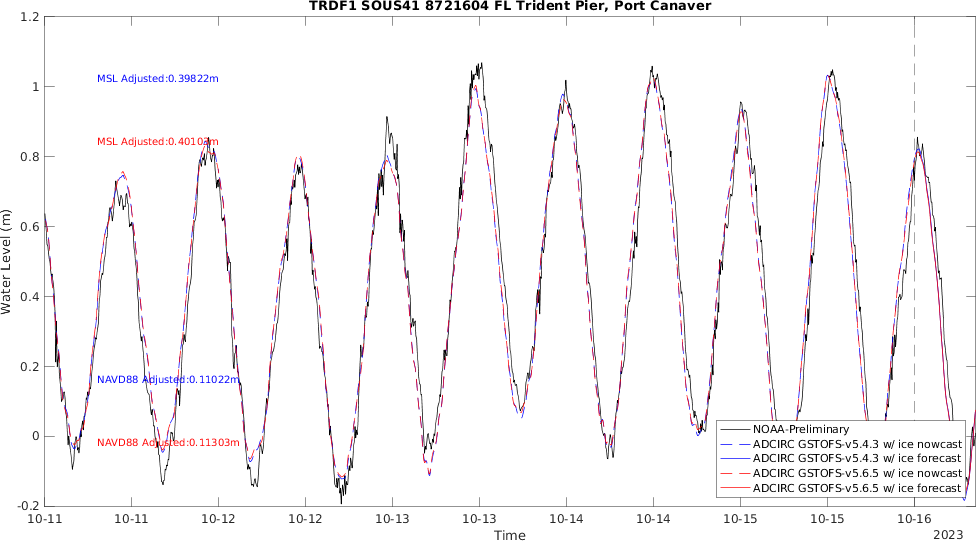 TRDF1 SOUS41 8721604 FL Trident Pier, Port Canaver
1.2
1
0.8
0.6
0.4
0.2
0
-0.2
Water Level (m)
MSL Adjusted:0.39822m
MSL Adjusted:0.40103m
NAVD88 Adjusted:0.11022m
NAVD88 Adjusted:0.11303m
NOAA-Preliminary
ADCIRC GSTOFS-v5.4.3 w/ ice nowcast
ADCIRC GSTOFS-v5.4.3 w/ ice forecast
ADCIRC GSTOFS-v5.6.5 w/ ice nowcast
ADCIRC GSTOFS-v5.6.5 w/ ice forecast
10-11 10-11 10-12 10-12 10-13 10-13 10-14 10-14 10-15 10-15 10-16
Time
2023